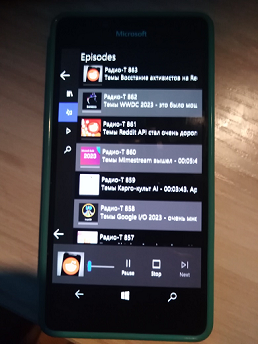 Microsoft
Episodes
Радио-Т 863
Темы Восстание активистов на Re
Радио-Т 862
Темы WWDC 2023 - это было мощ
Радио-Т 861
Темы Reddit API стал очень дорог
Радио-Т 860
Темы Mimestream вышел - 00:05:4
Радио-Т 859
Темы Карго-культ AI - 00:03:43. Ap
Радио-Т 858
Темы Google I/O 2023 - очень мно
Радио-Т 857
Pause
Stop
Next